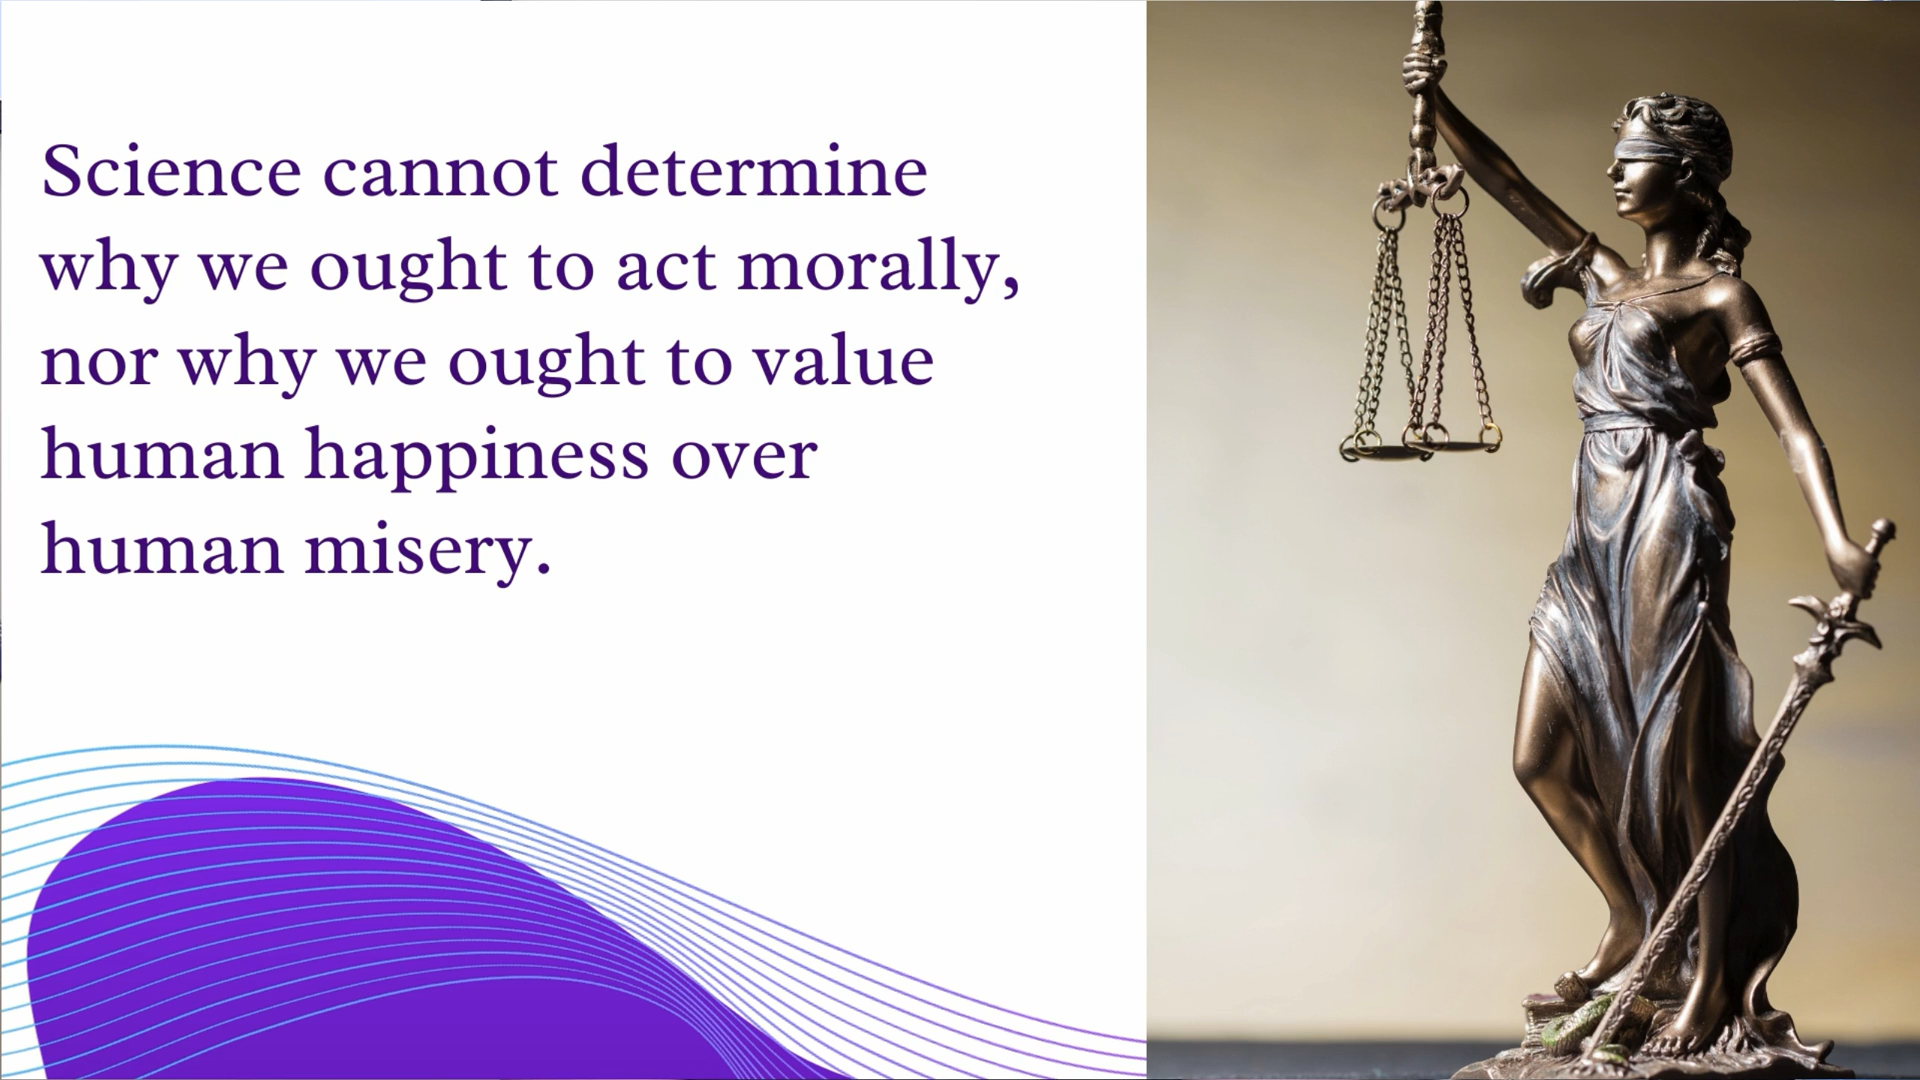 Science cannot determine
why we ought to act morally,
nor why we ought to value
human happiness over
human misery.